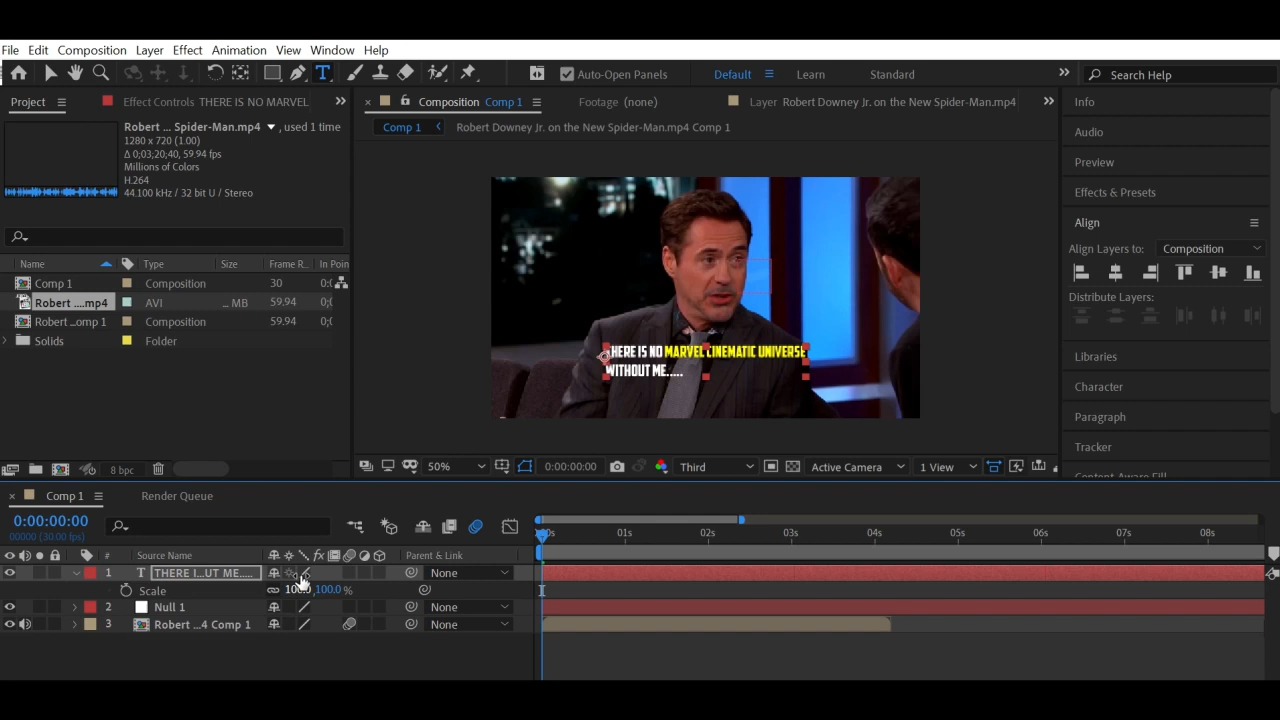 File Edit Composition Layer Effect Animation View Window Help
Auto-Open Panels Default Learn Standard Search Help
Project Effect Controls THERE IS NO MARVEL
Composition Comp 1 Footage (none) Layer Robert Downey Jr. on the New Spider-Man.mp4
Comp 1 Robert Downey Jr. on the New Spider-Man.mp4 Comp 1
Robert ... Spider-Man.mp4 , used 1 time
1280 x 720 (1.00)
Δ 0;03;20;40, 59.94 fps
Millions of Colors
H.264
44.100 kHz / 32 bit U / Stereo
Name Type Size Frame R... In Poin
Comp 1 Composition 30 0:(
Robert ....mp4 AVI ... MB 59.94 0;(
Robert ...omp 1 Composition 59.94 0;(
Solids Folder
8 bpc
THERE IS NO MARVEL CINEMATIC UNIVERSE
WITHOUT ME.....
50% 0:00:00:00 Third Active Camera 1 View
Info
Audio
Preview
Effects & Presets
Align
Align Layers to: Composition
Distribute Layers:
Libraries
Character
Paragraph
Tracker
Content-Aware Fill
Comp 1 Render Queue
0:00:00:00
00000 (30.00 fps)
01s 02s 03s 04s 05s 06s 07s 08s
# Source Name fx Parent & Link
1 T THERE I...UT ME..... None
Scale 100.0,100.0 %
2 Null 1 None
3 Robert ...4 Comp 1 None